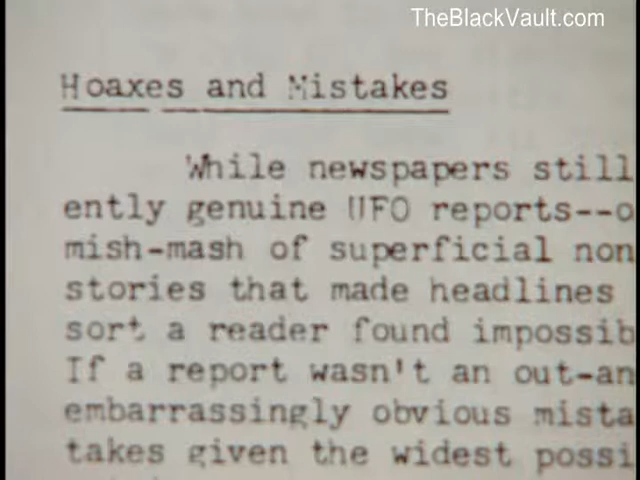 TheBlackVault.com
Hoaxes and Mistakes
While newspapers still
ently genuine UFO reports--o
mish-mash of superficial non
stories that made headlines
sort a reader found impossib
If a report wasn't an out-an
embarrassingly obvious mista
takes given the widest possi